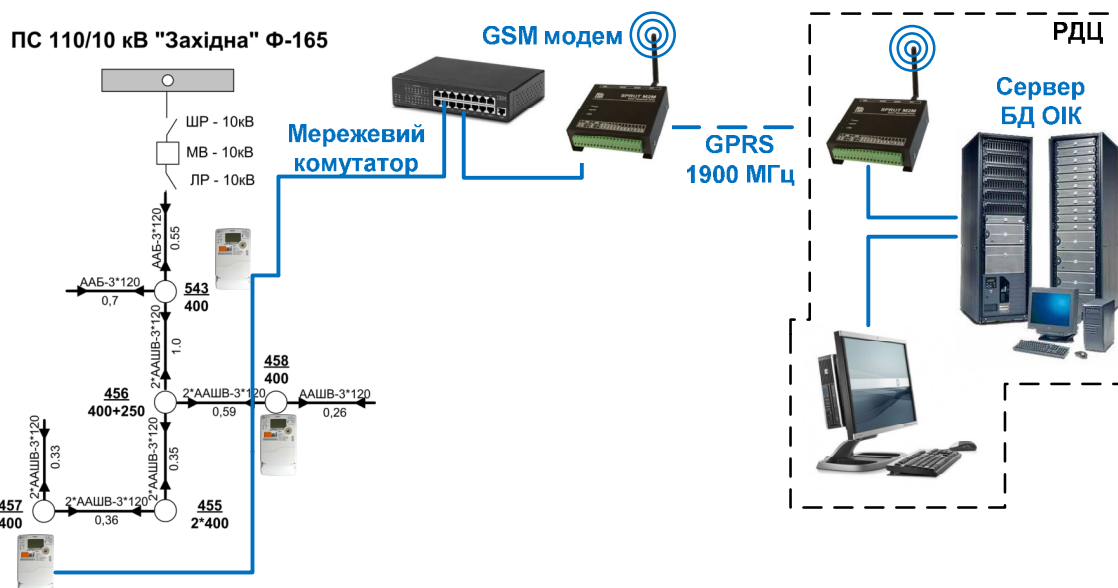 ПС 110/10 кВ "Західна" Ф-165
ШР - 10кВ
МВ - 10кВ
ЛР - 10кВ
ААБ-3*120
0.55
ААБ-3*120
0,7
543
400
2*ААШВ-3*120
1.0
456
400+250
2*ААШВ-3*120
0,59
458
400
ААШВ-3*120
0,26
2*ААШВ-3*120
0.35
2*ААШВ-3*120
0.33
457
400
2*ААШВ-3*120
0,36
455
2*400
Мережевий
комутатор
GSM модем
SPRUT M2M
GPRS
1900 МГц
РДЦ
SPRUT M2M
Сервер
БД ОІК